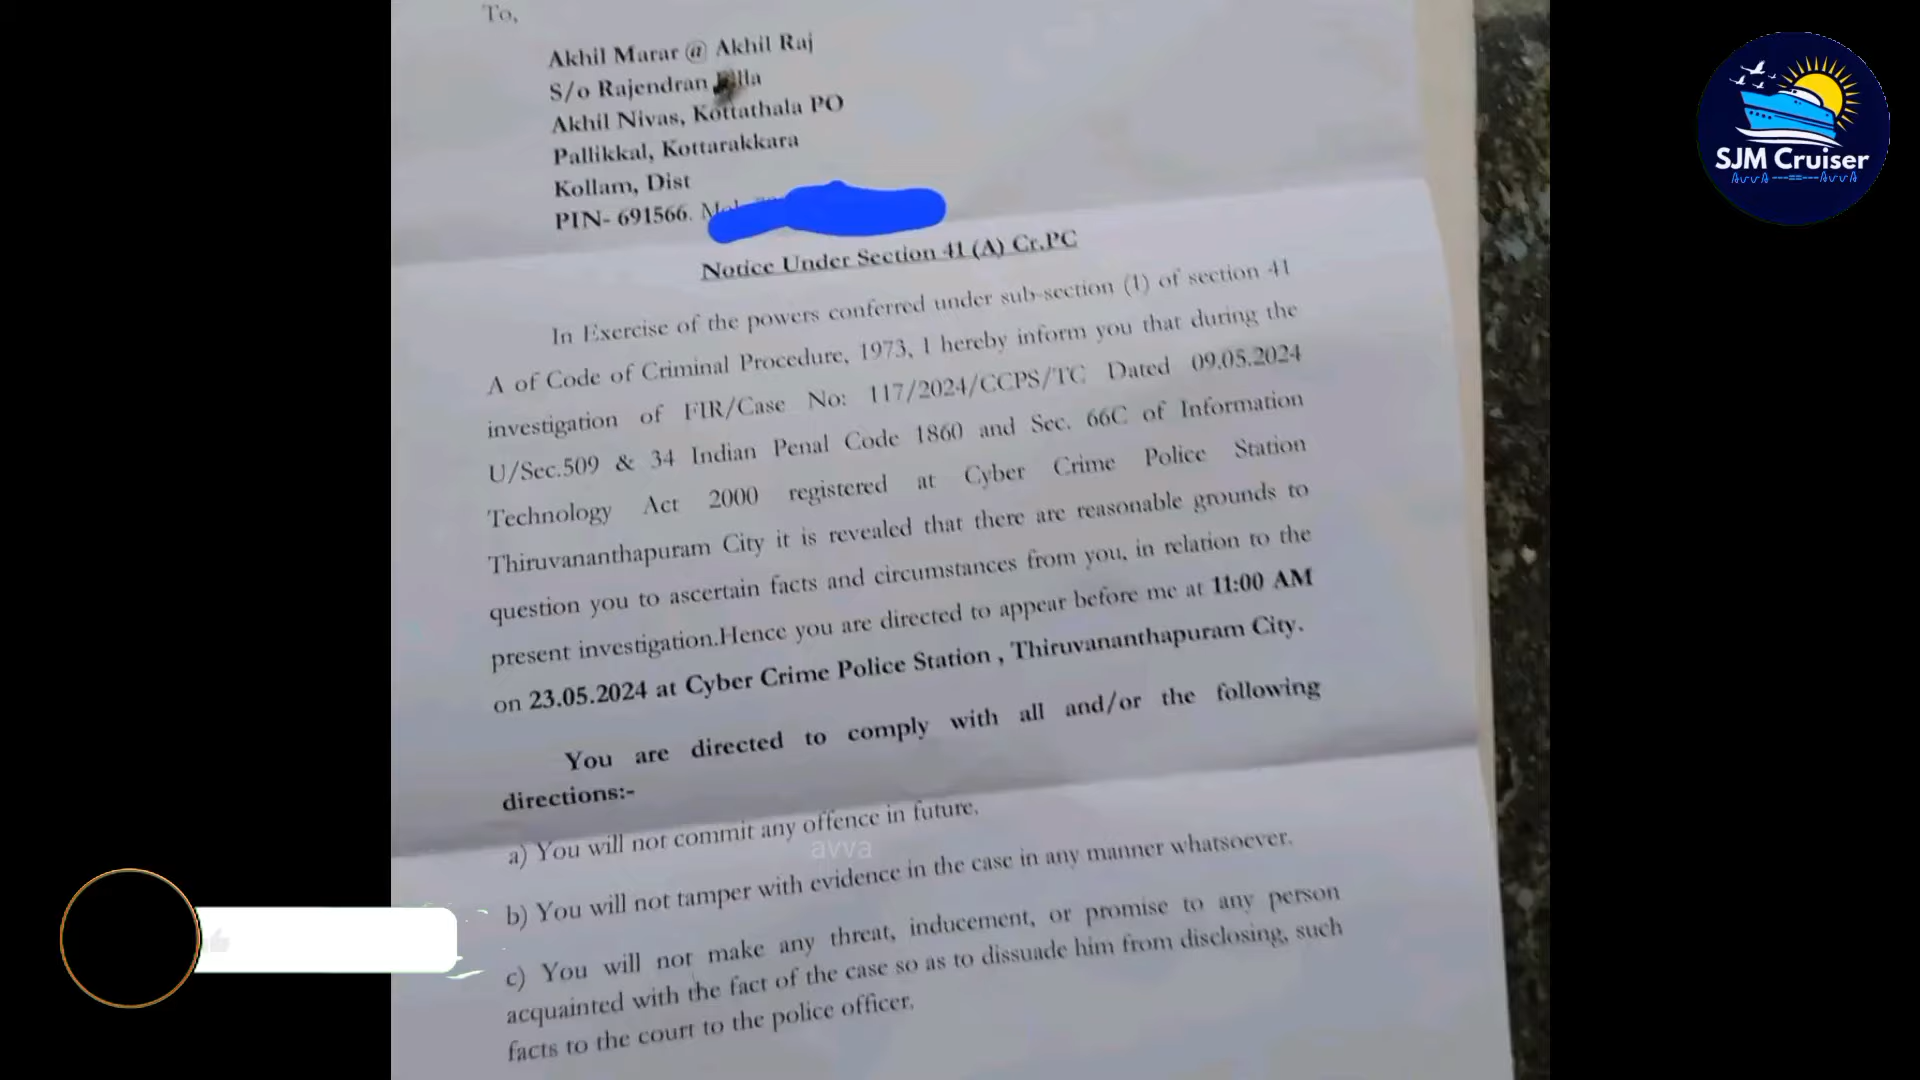 To,
Akhil Marar @ Akhil Raj
S/o Rajendran
Akhil Nivas, Kottathala PO
Pallikkal, Kottarakkara
Kollam, Dist
PIN- 691566.
Notice Under Section 41 (A) Cr.PC
In Exercise of the powers conferred under sub-section (1) of section 41
A of Code of Criminal Procedure, 1973, I hereby inform you that during the
investigation of FIR/Case No: 117/2024/CCPS/TC Dated 09.05.2024
U/Sec.509 & 34 Indian Penal Code 1860 and Sec. 66C of Information
Technology Act 2000 registered at Cyber Crime Police Station
Thiruvananthapuram City it is revealed that there are reasonable grounds to
question you to ascertain facts and circumstances from you, in relation to the
present investigation.Hence you are directed to appear before me at 11:00 AM
on 23.05.2024 at Cyber Crime Police Station , Thiruvananthapuram City.
You are directed to comply with all and/or the following
directions:-
a) You will not commit any offence in future.
avva
b) You will not tamper with evidence in the case in any manner whatsoever.
c) You will not make any threat, inducement, or promise to any person
acquainted with the fact of the case so as to dissuade him from disclosing, such
facts to the court to the police officer.
SJM Cruiser